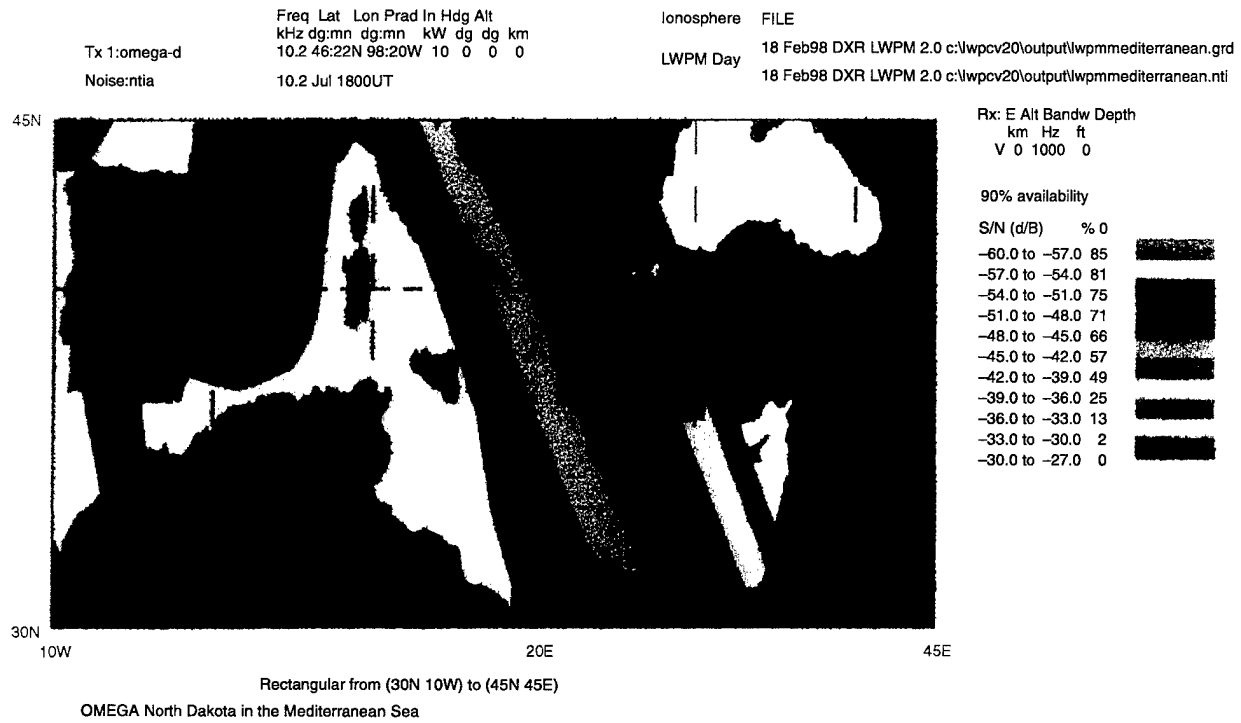 Freq Lat Lon Prad In Hdg Alt
kHz dg:mn dg:mn kW dg dg km
Tx 1:omega-d 10.2 46:22N 98:20W 10 0 0 0
Noise:ntia 10.2 Jul 1800UT
Ionosphere FILE
LWPM Day 18 Feb98 DXR LWPM 2.0 c:\lwpcv20\output\lwpmmediterranean.grd
18 Feb98 DXR LWPM 2.0 c:\lwpcv20\output\lwpmmediterranean.nti
45N
Rx: E Alt Bandw Depth
km Hz ft
V 0 1000 0
90% availability
S/N (d/B) % 0
–60.0 to –57.0 85
–57.0 to –54.0 81
–54.0 to –51.0 75
–51.0 to –48.0 71
–48.0 to –45.0 66
–45.0 to –42.0 57
–42.0 to –39.0 49
–39.0 to –36.0 25
–36.0 to –33.0 13
–33.0 to –30.0 2
–30.0 to –27.0 0
30N
10W 20E 45E
Rectangular from (30N 10W) to (45N 45E)
OMEGA North Dakota in the Mediterranean Sea